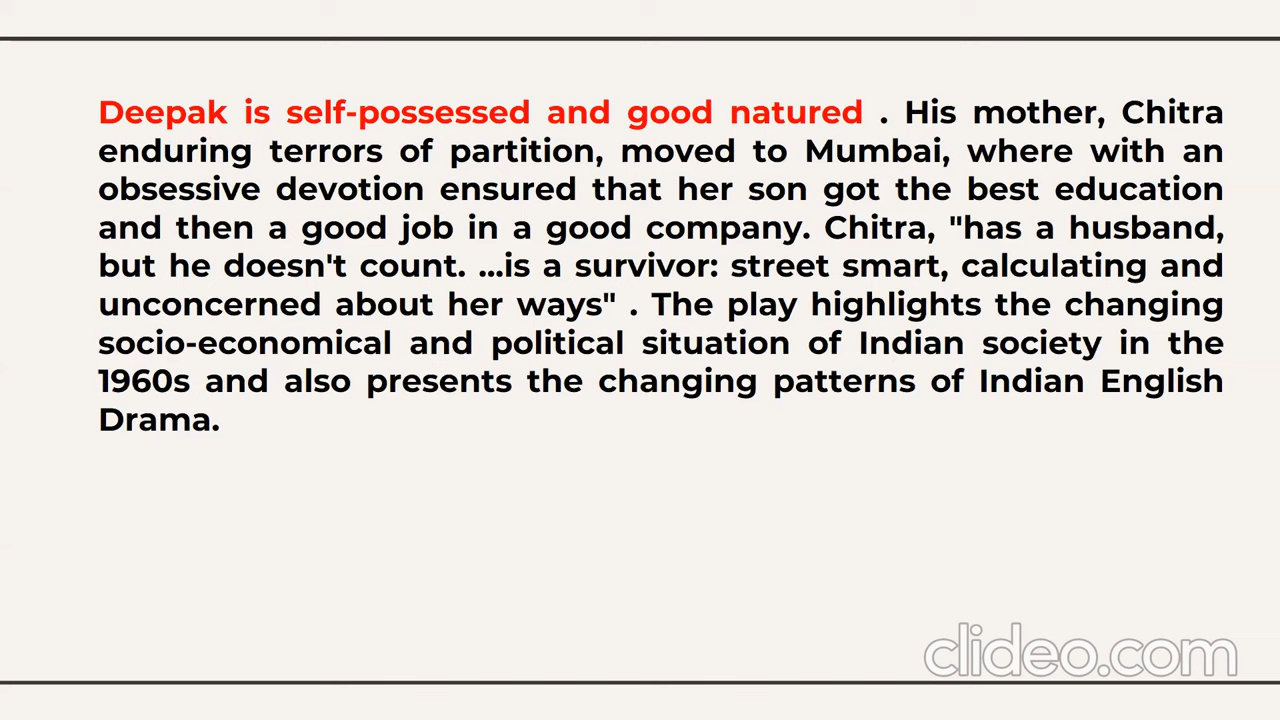 Deepak is self-possessed and good natured . His mother, Chitra
enduring terrors of partition, moved to Mumbai, where with an
obsessive devotion ensured that her son got the best education
and then a good job in a good company. Chitra, "has a husband,
but he doesn't count. ...is a survivor: street smart, calculating and
unconcerned about her ways" . The play highlights the changing
socio-economical and political situation of Indian society in the
1960s and also presents the changing patterns of Indian English
Drama.
clideo.com